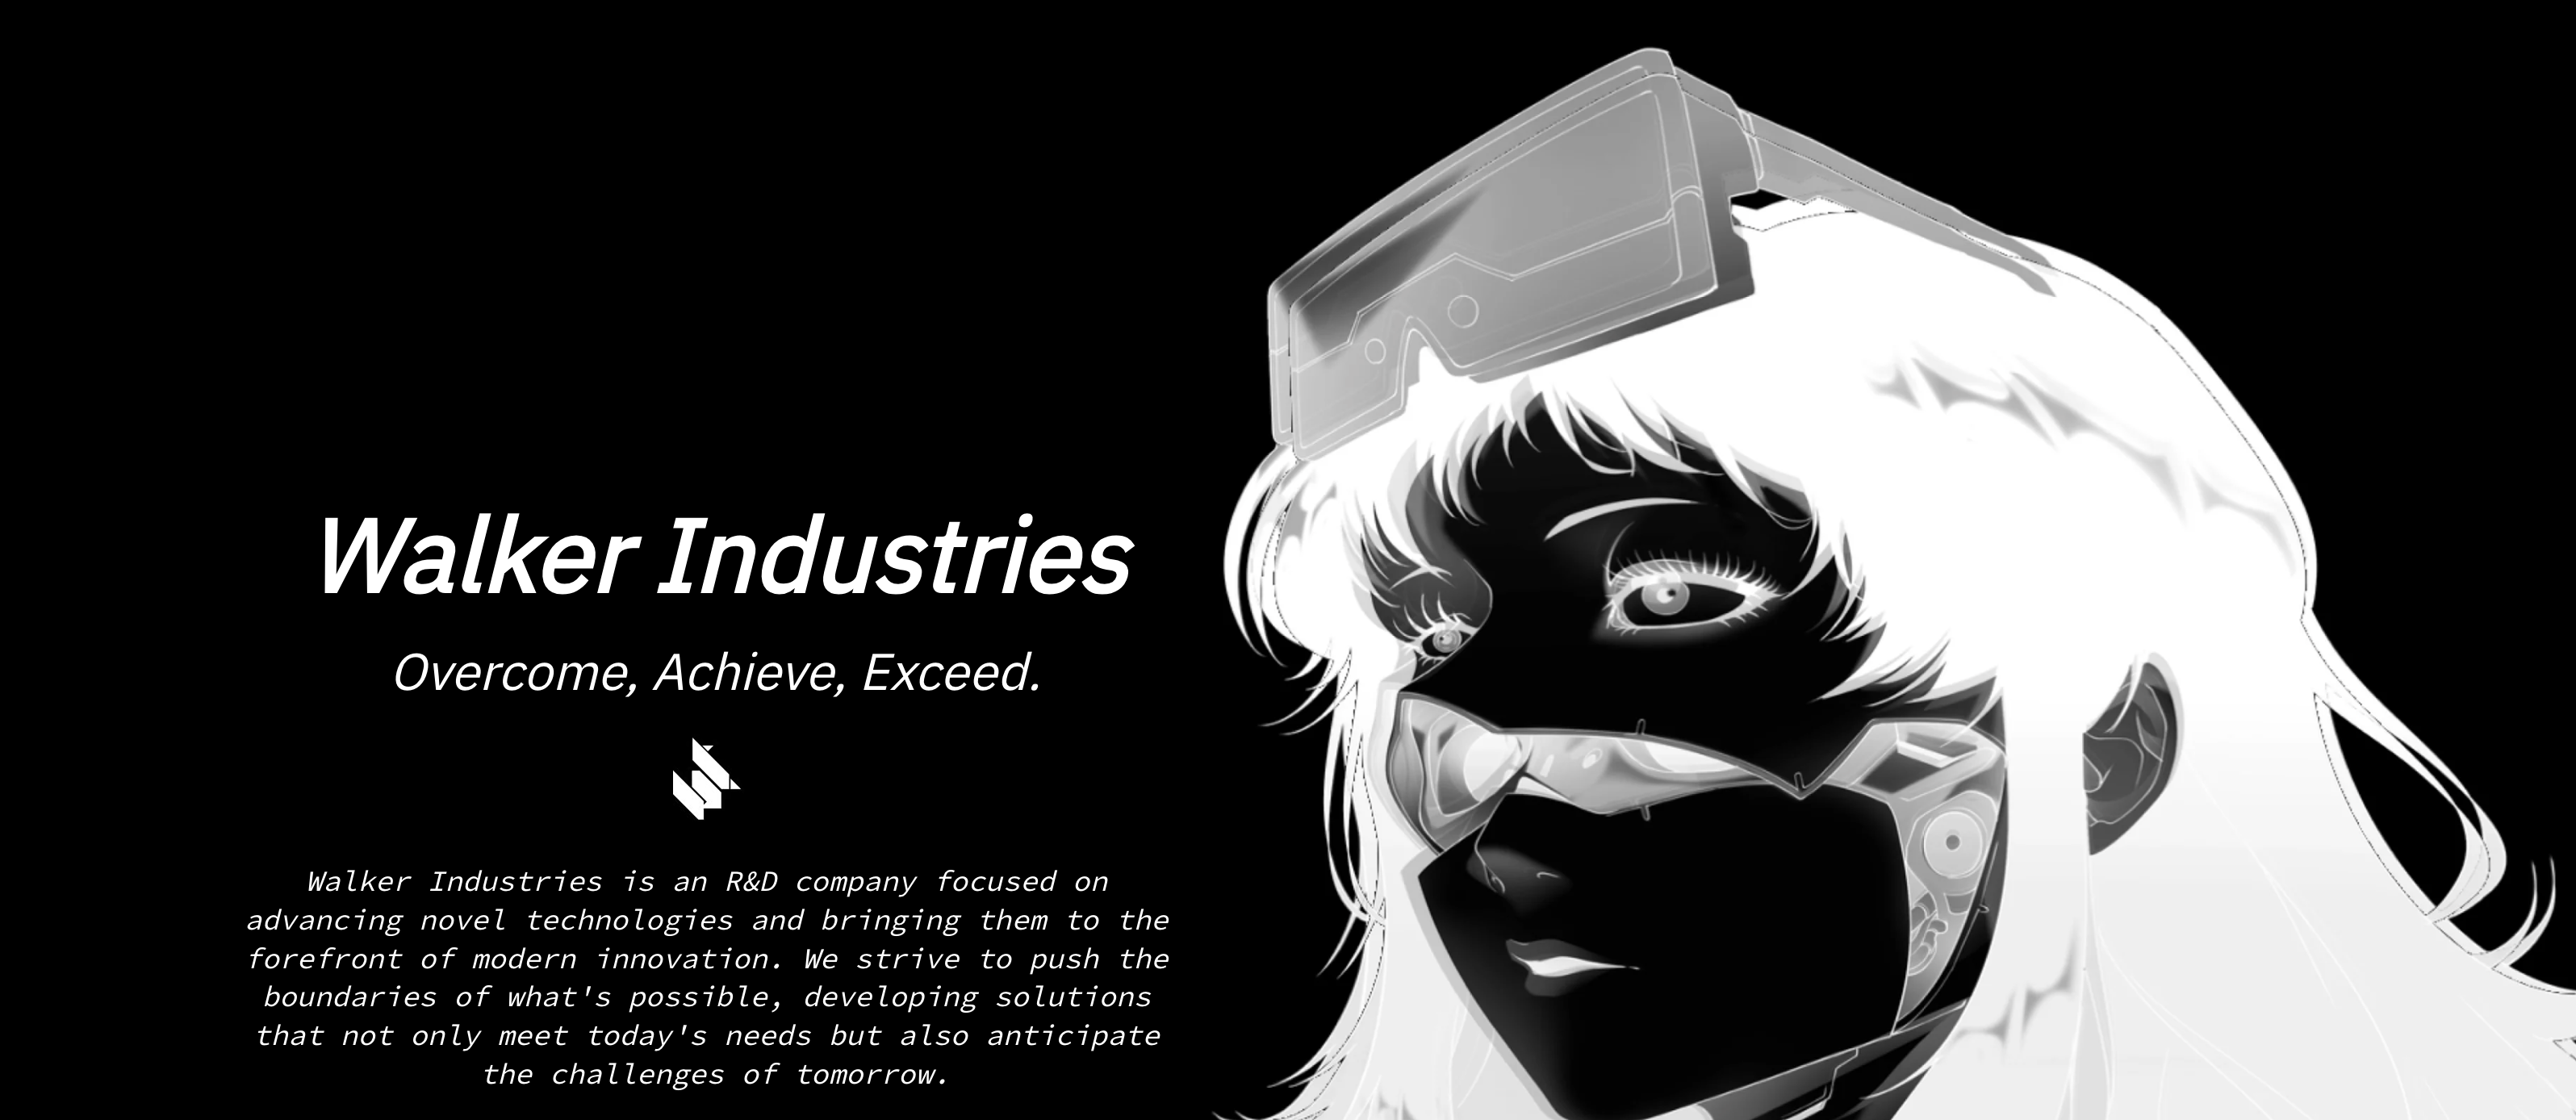 Walker Industries
Overcome, Achieve, Exceed.
Walker Industries is an R&D company focused on
advancing novel technologies and bringing them to the
forefront of modern innovation. We strive to push the
boundaries of what's possible, developing solutions
that not only meet today's needs but also anticipate
the challenges of tomorrow.